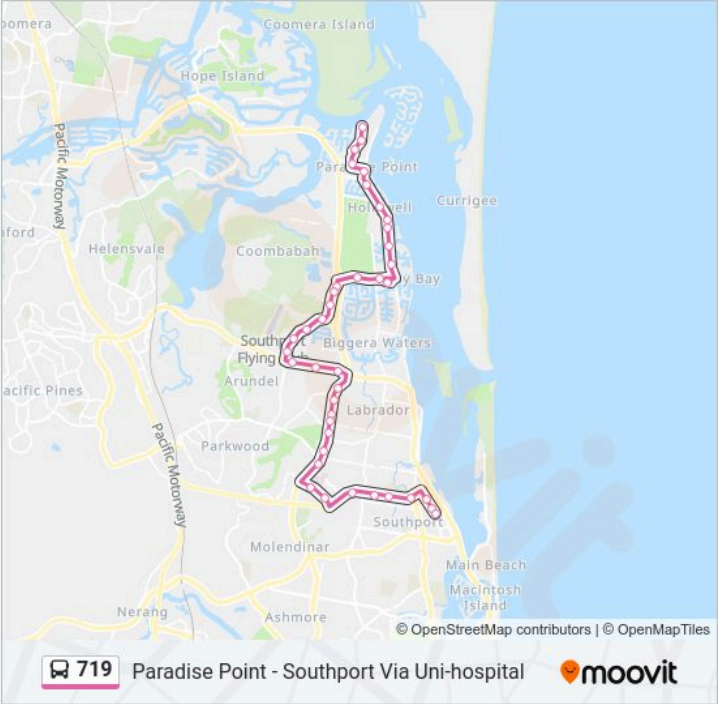 oomera
Coomera Island
Hope Island
Pacific Motorway
Paradise Point
Hollywell
Currigee
nford
Helensvale
Coombabah
y Bay
Southport
Flying
Biggera Waters
Arundel
acific Pines
Labrador
Parkwood
Pacific Motorway
Southport
Molendinar
Main Beach
Macintosh
Island
Nerang
Ashmore
© OpenStreetMap contributors | © OpenMapTiles
719 Paradise Point - Southport Via Uni-hospital moovit